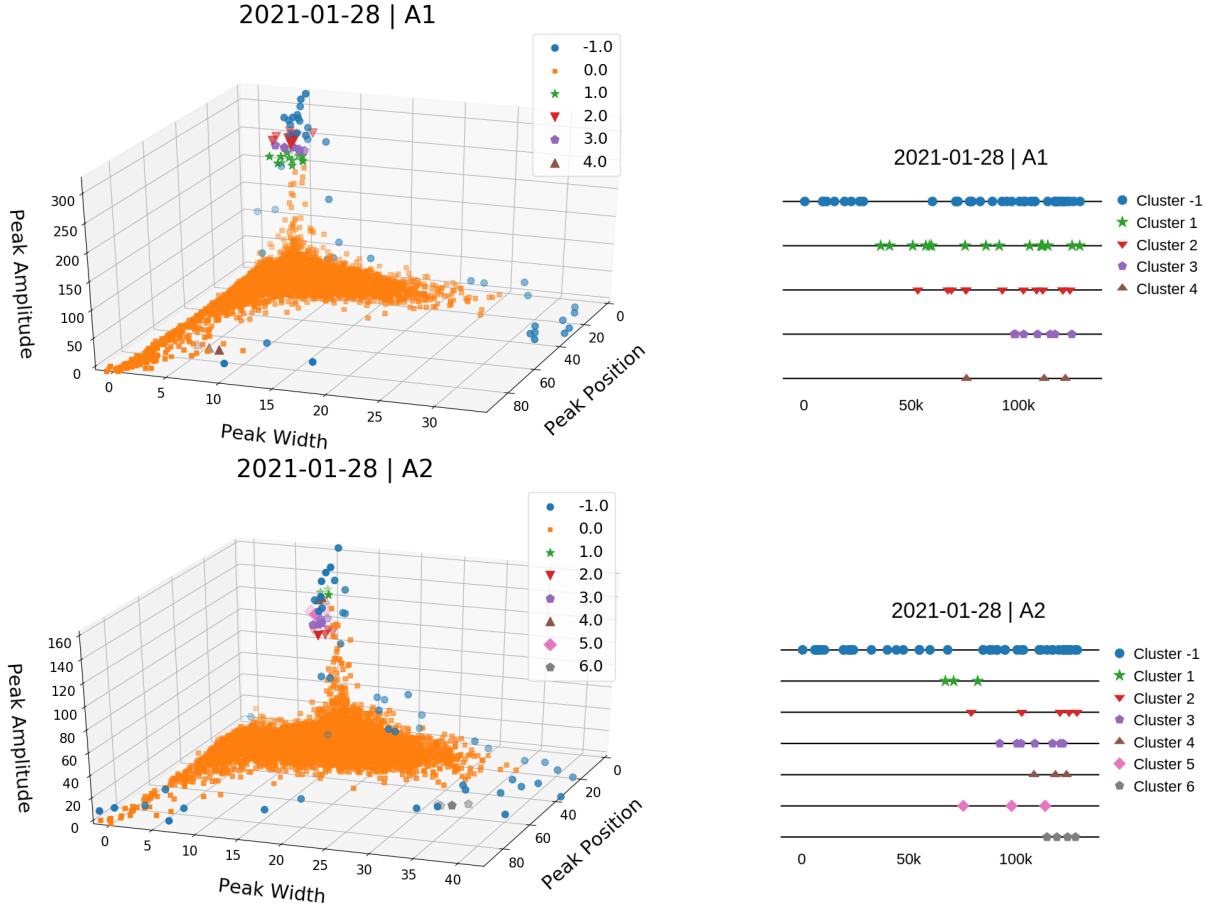 2021-01-28 | A1
-1.0
0.0
1.0
2.0
3.0
4.0
300
250
200
150
100
50
0
Peak Amplitude
0
5
10
15
20
25
30
Peak Width
0
20
40
60
80
Peak Position
2021-01-28 | A1
Cluster -1
Cluster 1
Cluster 2
Cluster 3
Cluster 4
0 50k 100k
2021-01-28 | A2
-1.0
0.0
1.0
2.0
3.0
4.0
5.0
6.0
160
140
120
100
80
60
40
20
0
Peak Amplitude
0
5
10
15
20
25
30
35
40
Peak Width
0
20
40
60
80
Peak Position
2021-01-28 | A2
Cluster -1
Cluster 1
Cluster 2
Cluster 3
Cluster 4
Cluster 5
Cluster 6
0 50k 100k